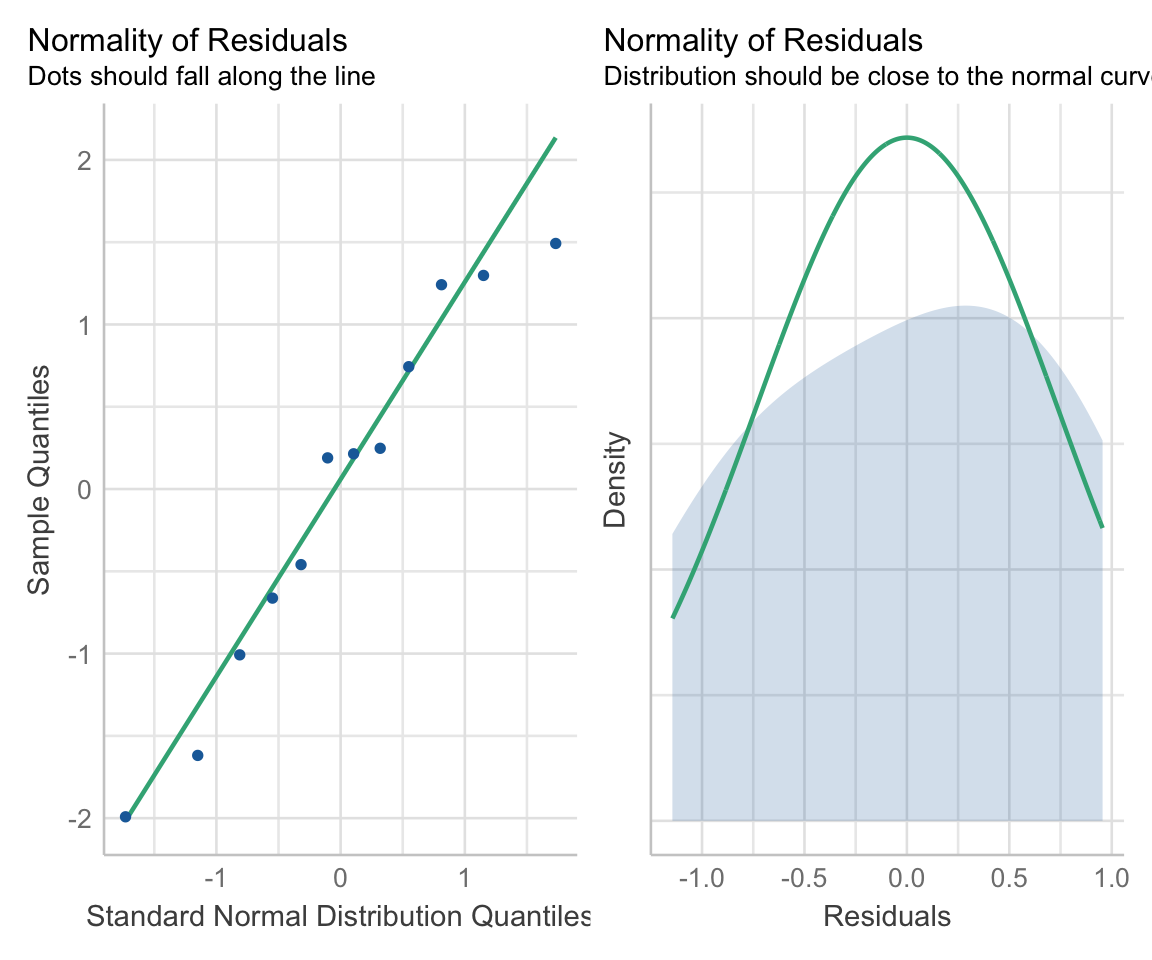 Normality of Residuals
Dots should fall along the line
2
1
0
-1
-2
Sample Quantiles
-1 0 1
Standard Normal Distribution Quantiles
Normality of Residuals
Distribution should be close to the normal curv
Density
-1.0 -0.5 0.0 0.5 1.0
Residuals